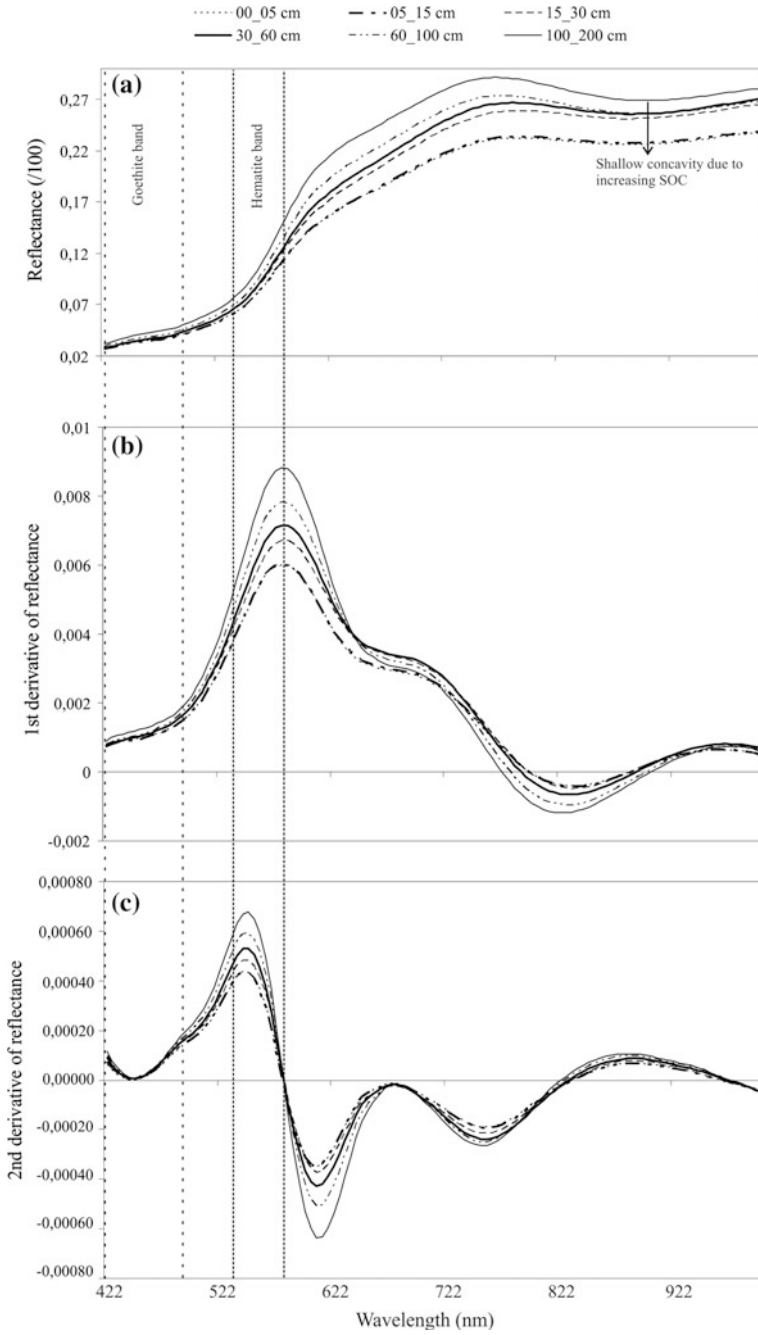 00_05 cm 05_15 cm 15_30 cm
30_60 cm 60_100 cm 100_200 cm
(a)
0,27
0,22
0,17
0,12
0,07
0,02
Reflectance (/100)
Goethite band
Hematite band
Shallow concavity due to
increasing SOC
(b)
0,01
0,008
0,006
0,004
0,002
0
-0,002
1st derivative of reflectance
(c)
0,00080
0,00060
0,00040
0,00020
0,00000
-0,00020
-0,00040
-0,00060
-0,00080
2nd derivative of reflectance
422 522 622 722 822 922
Wavelength (nm)